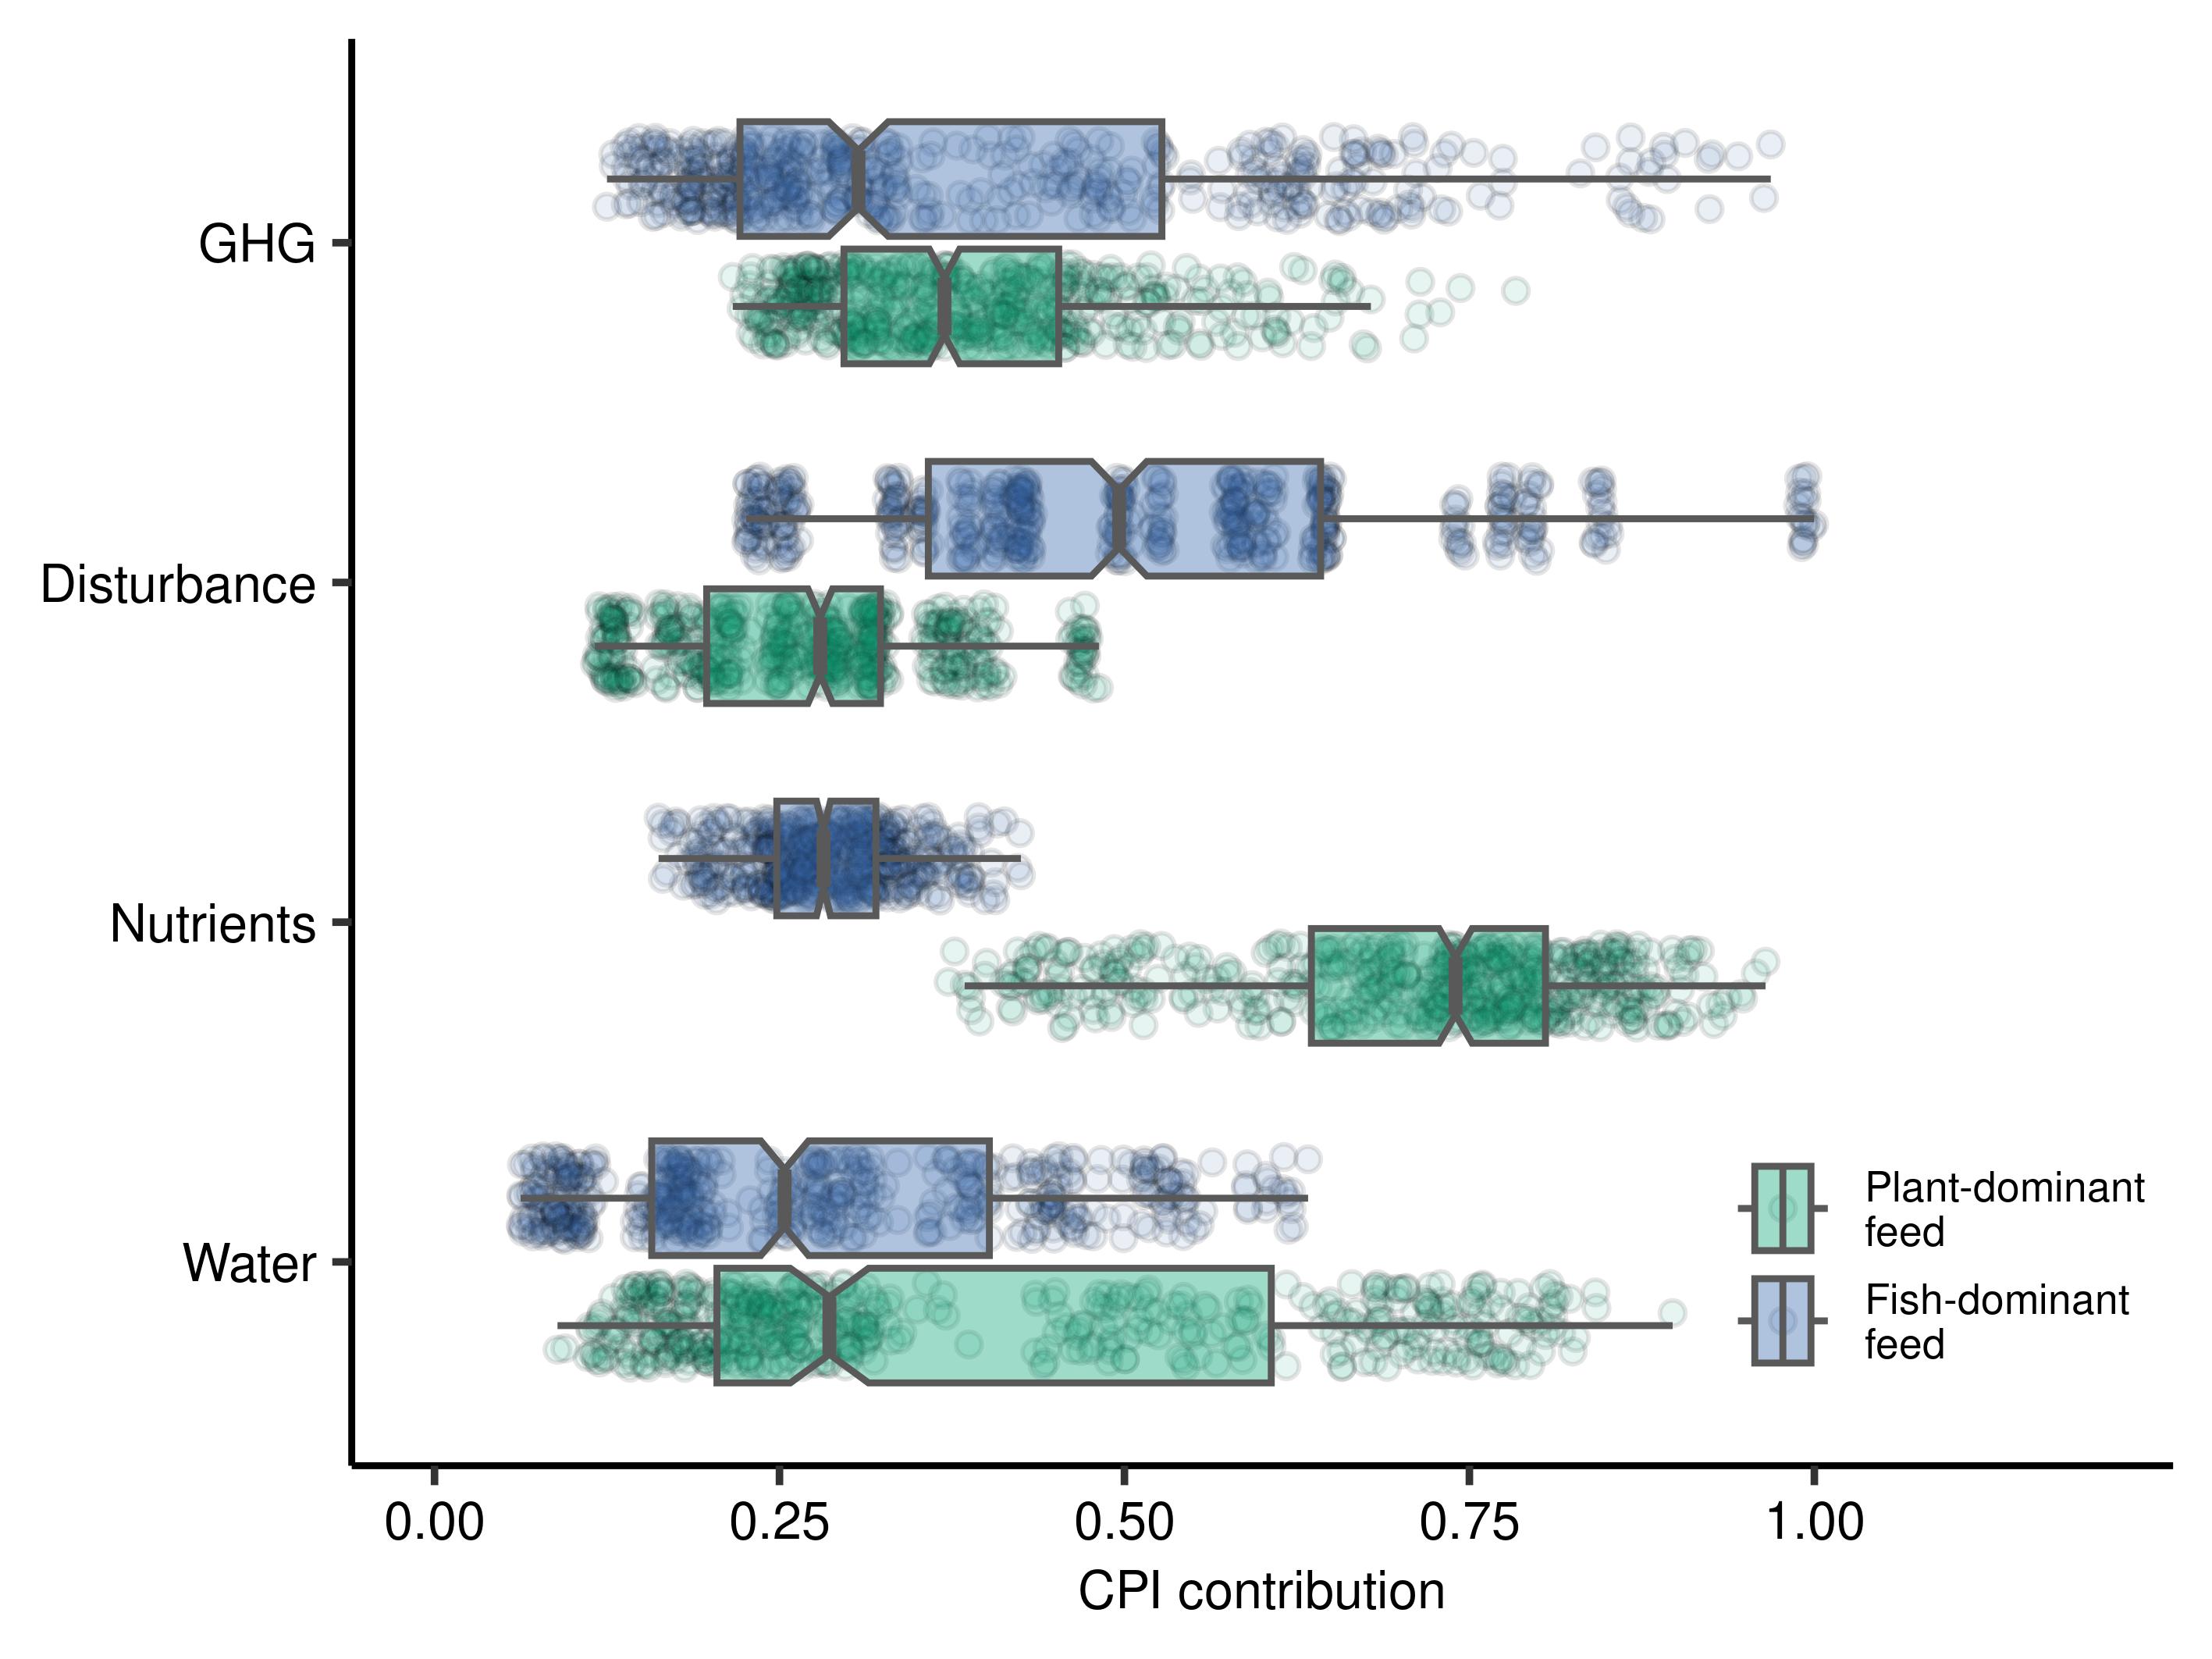 GHG
Disturbance
Nutrients
Water
Plant-dominant
feed
Fish-dominant
feed
0.00 0.25 0.50 0.75 1.00
CPI contribution